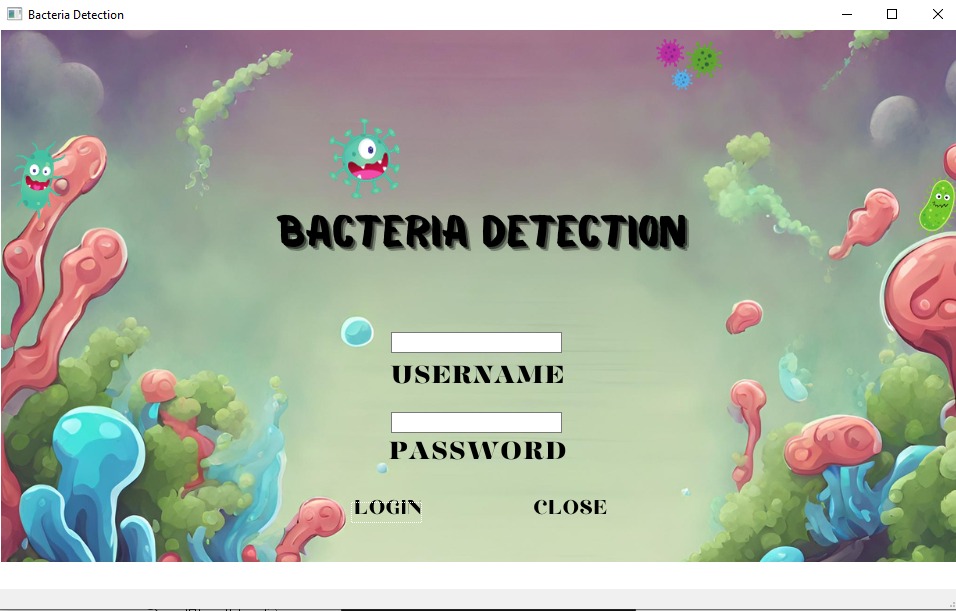 Bacteria Detection
BACTERIA DETECTION
USERNAME
PASSWORD
LOGIN CLOSE